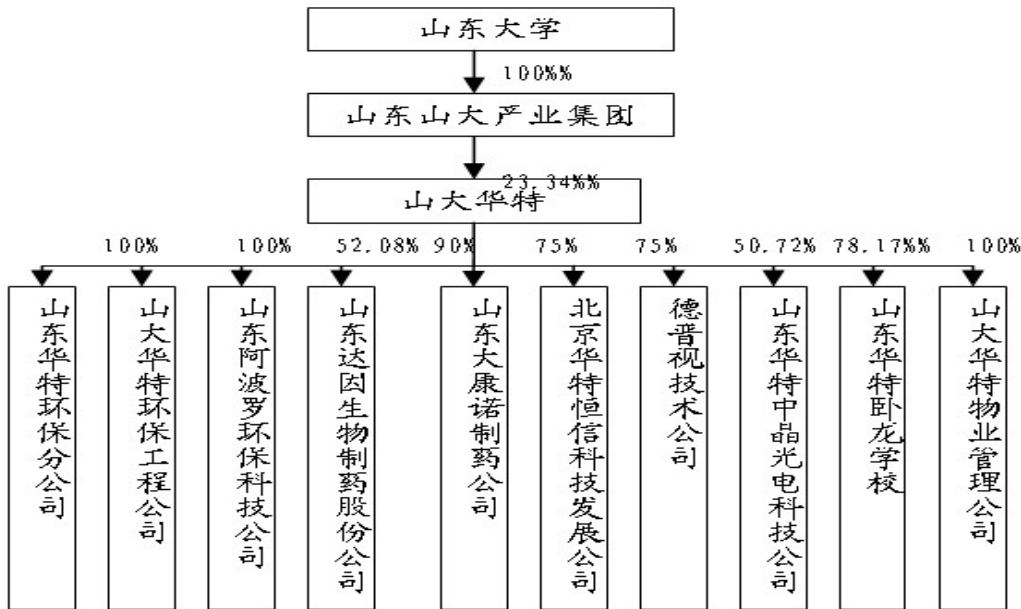 山东大学
100%%
山东山大产业集团
23.34%%
山大华特
100%
100%
52.08%
90%
75%
75%
50.72%
78.17%%
100%
山东华特环保分公司
山大华特环保工程公司
山东阿波罗环保科技公司
山东达因生物制药股份公司
山东大康诺制药公司
北京华特恒信科技发展公司
德普视技术公司
山东华特中晶光电科技公司
山东华特卧龙学校
山大华特物业管理公司